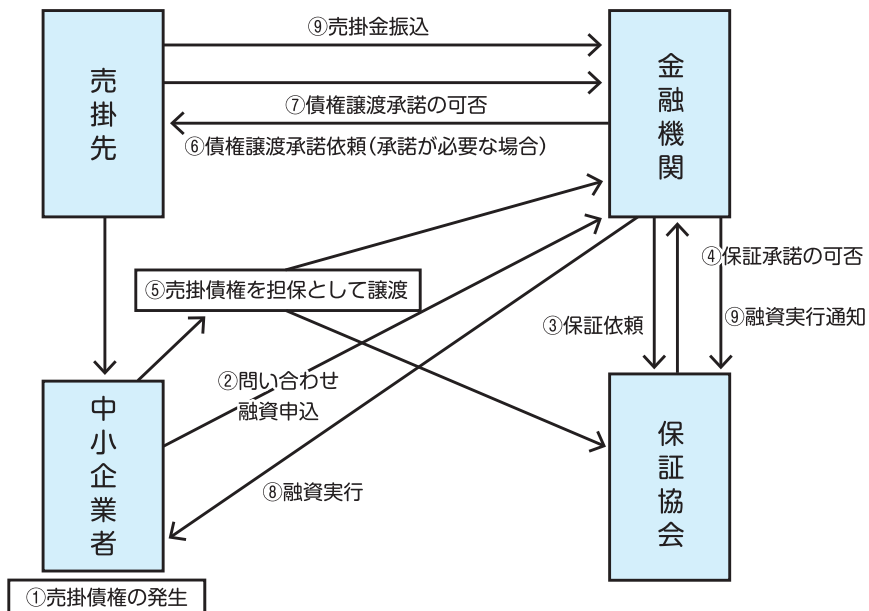 ⑨売掛金振込
売掛先
金融機関
⑦債権譲渡承諾の可否
⑥債権譲渡承諾依頼（承諾が必要な場合）
④保証承諾の可否
⑤売掛債権を担保として譲渡
③保証依頼
⑨融資実行通知
②問い合わせ
融資申込
中小企業者
保証協会
⑧融資実行
①売掛債権の発生